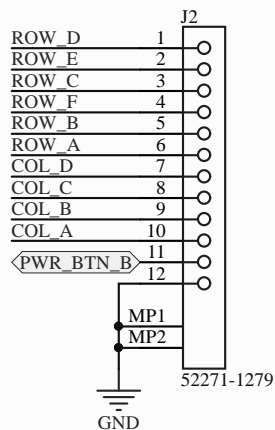 J2
ROW_D 1
ROW_E 2
ROW_C 3
ROW_F 4
ROW_B 5
ROW_A 6
COL_D 7
COL_C 8
COL_B 9
COL_A 10
PWR_BTN_B 11
12
MP1
MP2
52271-1279
GND